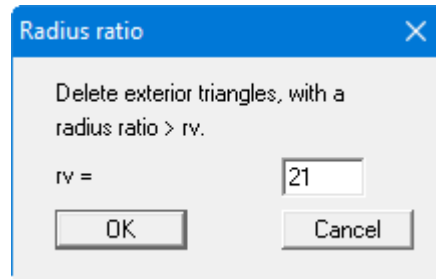 Radius ratio
Delete exterior triangles, with a
radius ratio > rv.
rv = 21
OK Cancel